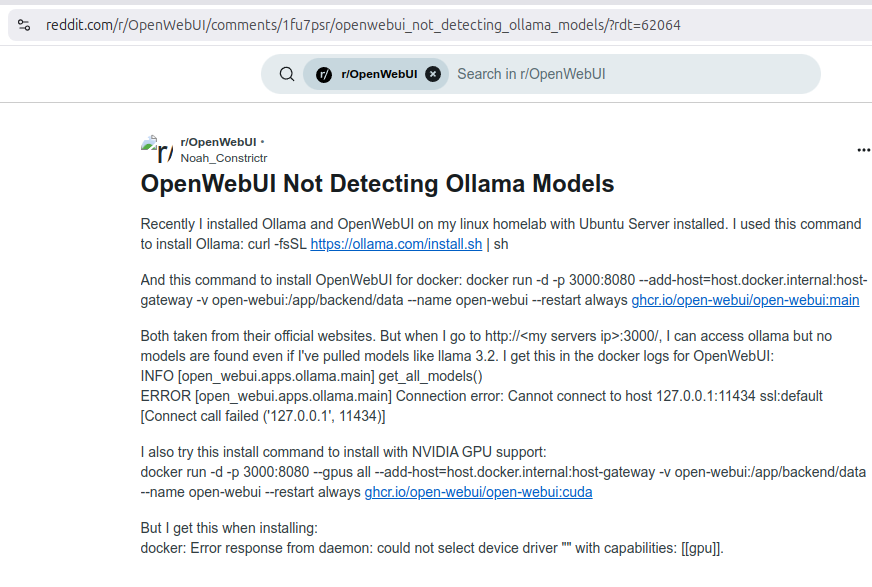 reddit.com/r/OpenWebUI/comments/1fu7psr/openwebui_not_detecting_ollama_models/?rdt=62064
r/ r/OpenWebUI Search in r/OpenWebUI
r/ r/OpenWebUI •
Noah_Constrictr
OpenWebUI Not Detecting Ollama Models
Recently I installed Ollama and OpenWebUI on my linux homelab with Ubuntu Server installed. I used this command
to install Ollama: curl -fsSL https://ollama.com/install.sh | sh
And this command to install OpenWebUI for docker: docker run -d -p 3000:8080 --add-host=host.docker.internal:host-
gateway -v open-webui:/app/backend/data --name open-webui --restart always ghcr.io/open-webui/open-webui:main
Both taken from their official websites. But when I go to http://<my servers ip>:3000/, I can access ollama but no
models are found even if I've pulled models like llama 3.2. I get this in the docker logs for OpenWebUI:
INFO [open_webui.apps.ollama.main] get_all_models()
ERROR [open_webui.apps.ollama.main] Connection error: Cannot connect to host 127.0.0.1:11434 ssl:default
[Connect call failed ('127.0.0.1', 11434)]
I also try this install command to install with NVIDIA GPU support:
docker run -d -p 3000:8080 --gpus all --add-host=host.docker.internal:host-gateway -v open-webui:/app/backend/data
--name open-webui --restart always ghcr.io/open-webui/open-webui:cuda
But I get this when installing:
docker: Error response from daemon: could not select device driver "" with capabilities: [[gpu]].